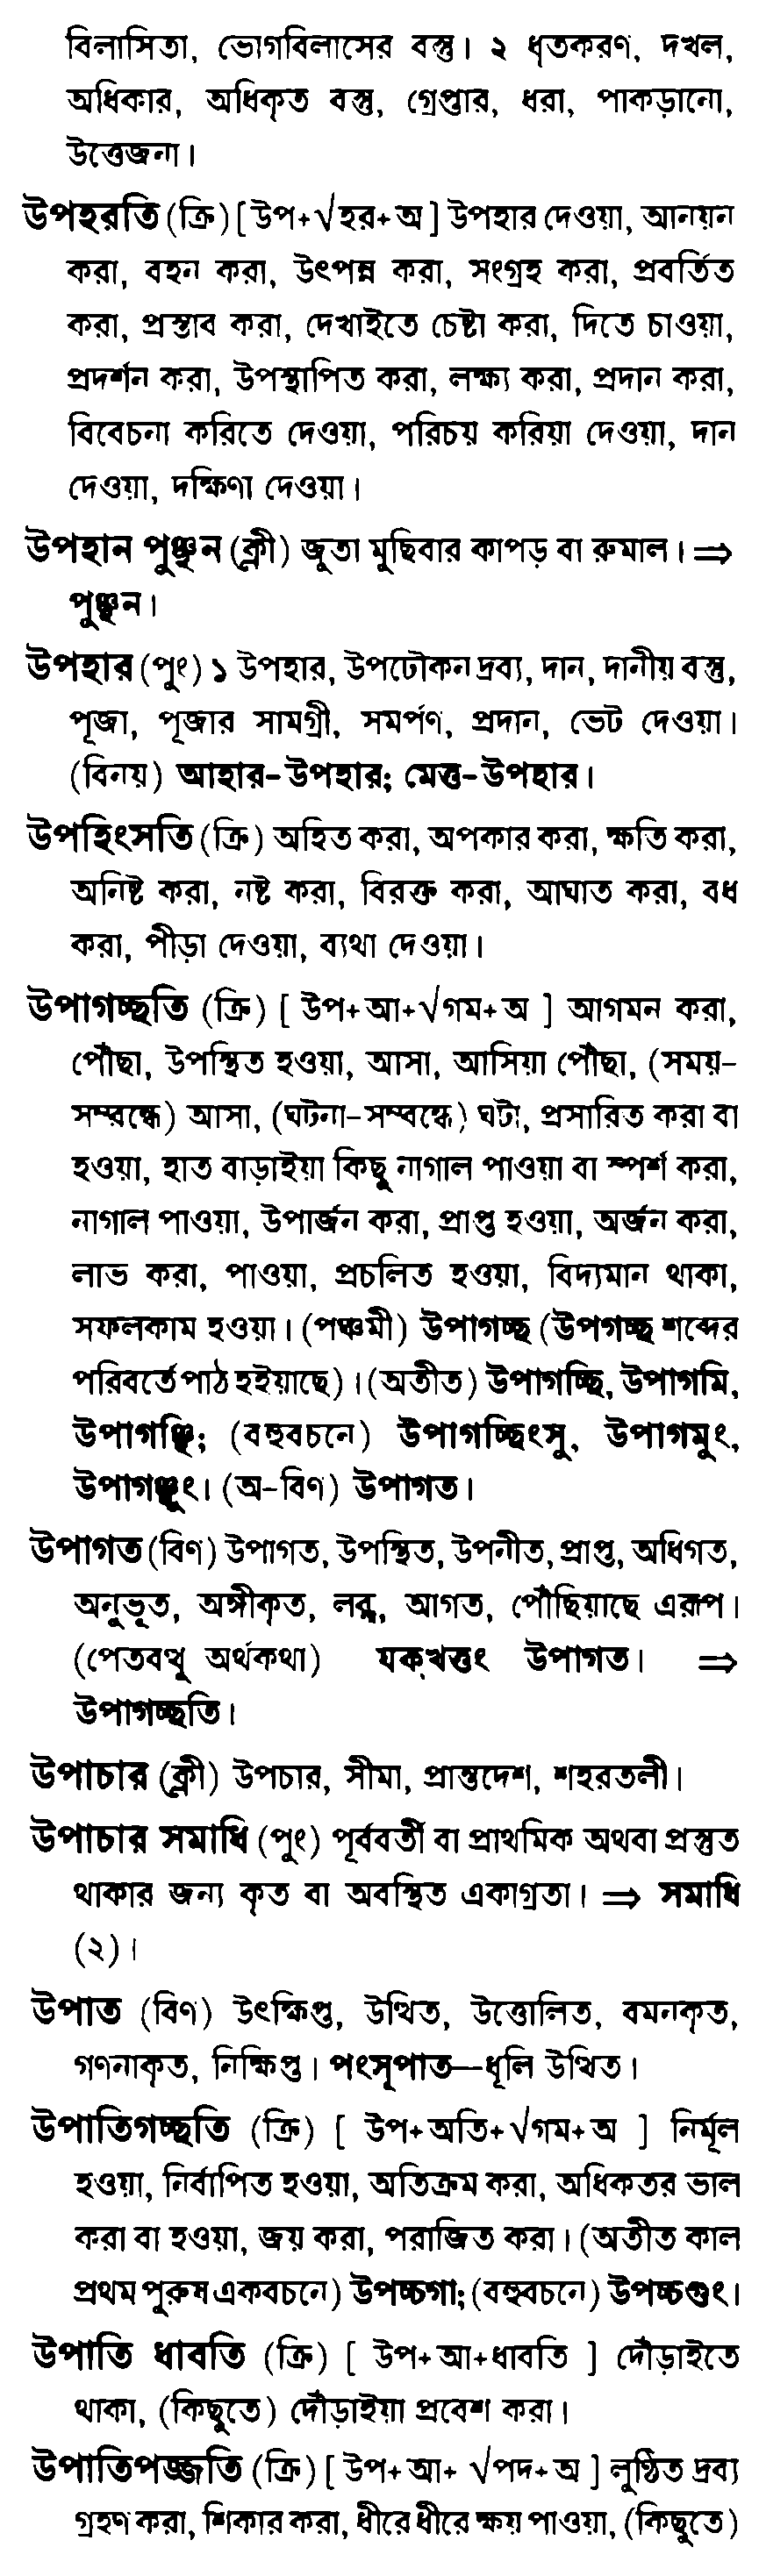 বিলাসিতা, ভোগবিলাসের বস্তু। ২ ধৃতকরণ, দখল,
অধিকার, অধিকৃত বস্তু, গ্রেপ্তার, ধরা, পাকড়ানো,
উত্তেজনা।
উপহরতি (ক্রি) [ উপ+√হর+অ ] উপহার দেওয়া, আনয়ন
করা, বহন করা, উৎপন্ন করা, সংগ্রহ করা, প্রবর্তিত
করা, প্রস্তাব করা, দেখাইতে চেষ্টা করা, দিতে চাওয়া,
প্রদর্শন করা, উপস্থাপিত করা, লক্ষ্য করা, প্রদান করা,
বিবেচনা করিতে দেওয়া, পরিচয় করিয়া দেওয়া, দান
দেওয়া, দক্ষিণা দেওয়া।
উপহান পুঞ্ছন (ক্লী) জুতা মুছিবার কাপড় বা রুমাল। ⇒
পুঞ্ছন।
উপহার (পুং) ১ উপহার, উপঢৌকন দ্রব্য, দান, দানীয় বস্তু,
পূজা, পূজার সামগ্রী, সমর্পণ, প্রদান, ভেট দেওয়া।
(বিনয়) আহার-উপহার; মেত্ত-উপহার।
উপহিংসতি (ক্রি) অহিত করা, অপকার করা, ক্ষতি করা,
অনিষ্ট করা, নষ্ট করা, বিরক্ত করা, আঘাত করা, বধ
করা, পীড়া দেওয়া, ব্যথা দেওয়া।
উপাগচ্ছতি (ক্রি) [ উপ+আ+√গম+অ ] আগমন করা,
পৌঁছা, উপস্থিত হওয়া, আসা, আসিয়া পৌঁছা, (সময়-
সম্বন্ধে) আসা, (ঘটনা-সম্বন্ধে) ঘটা, প্রসারিত করা বা
হওয়া, হাত বাড়াইয়া কিছু নাগাল পাওয়া বা স্পর্শ করা,
নাগাল পাওয়া, উপার্জন করা, প্রাপ্ত হওয়া, অর্জন করা,
লাভ করা, পাওয়া, প্রচলিত হওয়া, বিদ্যমান থাকা,
সফলকাম হওয়া। (পঞ্চমী) উপাগচ্ছ (উপগচ্ছ শব্দের
পরিবর্তে পাঠ হইয়াছে)। (অতীত) উপাগচ্ছি, উপাগমি,
উপাগঞ্ছি; (বহুবচনে) উপাগচ্ছিংসু, উপাগমুং,
উপাগঞ্ছুং। (অ-বিণ) উপাগত।
উপাগত (বিণ) উপাগত, উপস্থিত, উপনীত, প্রাপ্ত, অধিগত,
অনুভূত, অঙ্গীকৃত, লব্ধ, আগত, পৌঁছিয়াছে এরূপ।
(পেতবত্থু অর্থকথা) যক্খত্তং উপাগত। ⇒
উপাগচ্ছতি।
উপাচার (ক্লী) উপচার, সীমা, প্রান্তদেশ, শহরতলী।
উপাচার সমাধি (পুং) পূর্ববর্তী বা প্রাথমিক অথবা প্রস্তুত
থাকার জন্য কৃত বা অবস্থিত একাগ্রতা। ⇒ সমাধি
(২)।
উপাত (বিণ) উৎক্ষিপ্ত, উত্থিত, উত্তোলিত, বমনকৃত,
গণনাকৃত, নিক্ষিপ্ত। পংসূপাত—ধূলি উত্থিত।
উপাতিগচ্ছতি (ক্রি) [ উপ+অতি+√গম+অ ] নির্মূল
হওয়া, নির্বাপিত হওয়া, অতিক্রম করা, অধিকতর ভাল
করা বা হওয়া, জয় করা, পরাজিত করা। (অতীত কাল
প্রথম পুরুষ একবচনে) উপচ্চগা; (বহুবচনে) উপচ্চগুং।
উপাতি ধাবতি (ক্রি) [ উপ+আ+ধাবতি ] দৌড়াইতে
থাকা, (কিছুতে) দৌড়াইয়া প্রবেশ করা।
উপাতিপজ্জতি (ক্রি) [ উপ+আ+ √পদ+অ ] লুণ্ঠিত দ্রব্য
গ্রহণ করা, শিকার করা, ধীরে ধীরে ক্ষয় পাওয়া, (কিছুতে)